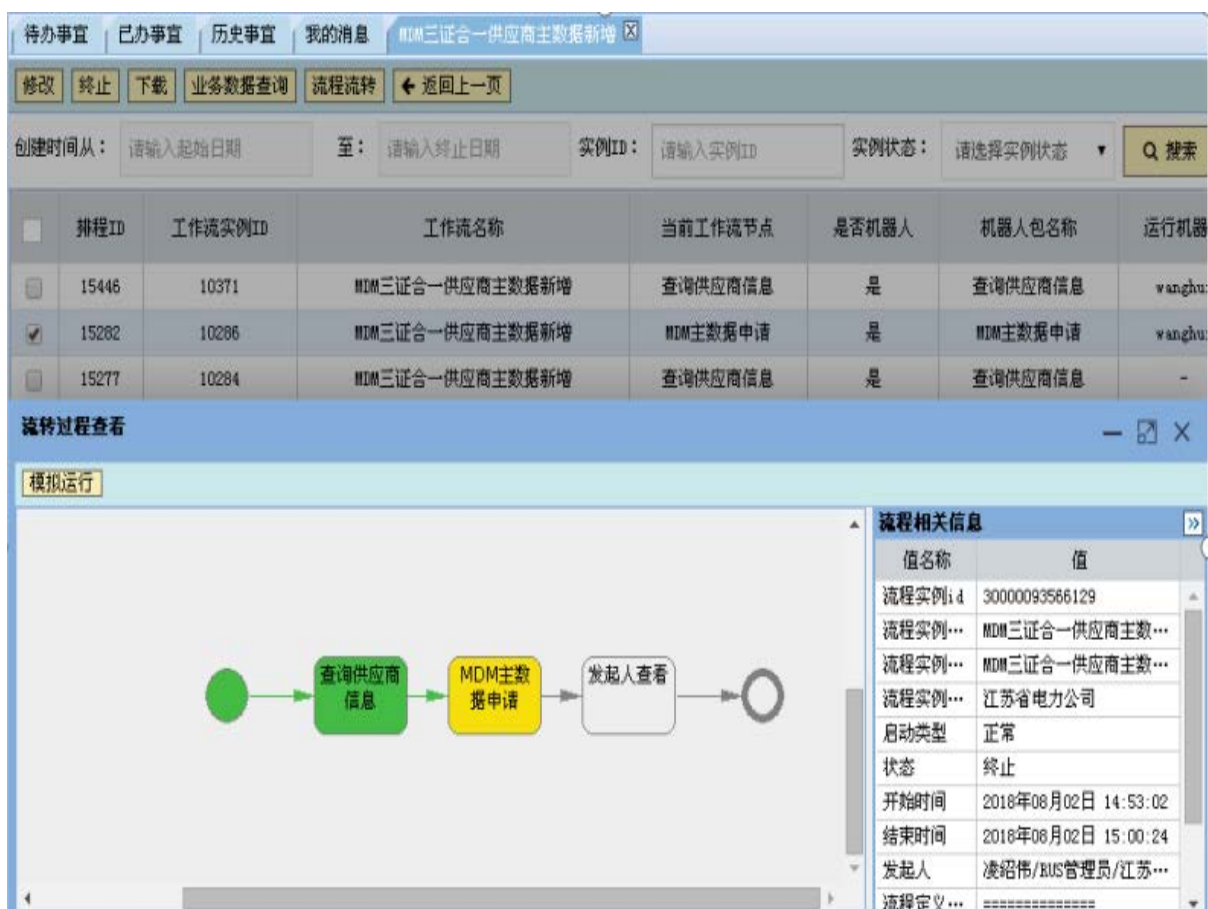 待办事宜 已办事宜 历史事宜 我的消息 MDM三证合一供应商主数据新增
修改 终止 下载 业务数据查询 流程流转 返回上一页
创建时间从： 请输入起始日期 至： 请输入终止日期 实例ID： 请输入实例ID 实例状态： 请选择实例状态 搜索
排程ID 工作流实例ID 工作流名称 当前工作流节点 是否机器人 机器人包名称 运行机器
15446 10371 MDM三证合一供应商主数据新增 查询供应商信息 是 查询供应商信息 wanghu
15282 10286 MDM三证合一供应商主数据新增 MDM主数据申请 是 MDM主数据申请 wanghu
15277 10284 MDM三证合一供应商主数据新增 查询供应商信息 是 查询供应商信息 -
流转过程查看
模拟运行
查询供应商
信息
MDM主数
据申请
发起人查看
流程相关信息
值名称 值
流程实例id 30000093566129
流程实例… MDM三证合一供应商主数…
流程实例… MDM三证合一供应商主数…
流程实例… 江苏省电力公司
启动类型 正常
状态 终止
开始时间 2018年08月02日 14:53:02
结束时间 2018年08月02日 15:00:24
发起人 凌绍伟/RUS管理员/江苏…
流程定义… ==============